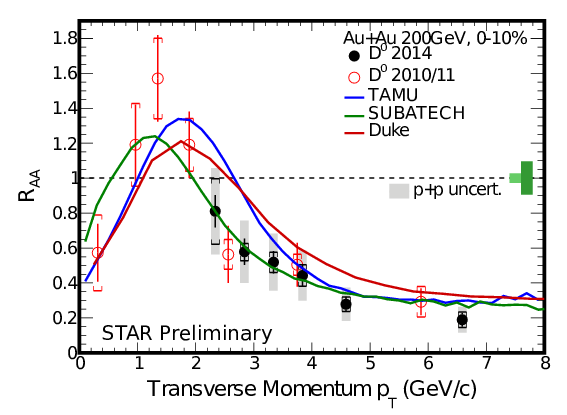 Au+Au 200GeV, 0-10%
D⁰ 2014
D⁰ 2010/11
TAMU
SUBATECH
Duke
p+p uncert.
STAR Preliminary
R_AA
1.8
1.6
1.4
1.2
1
0.8
0.6
0.4
0.2
0
0 1 2 3 4 5 6 7 8
Transverse Momentum p_T (GeV/c)